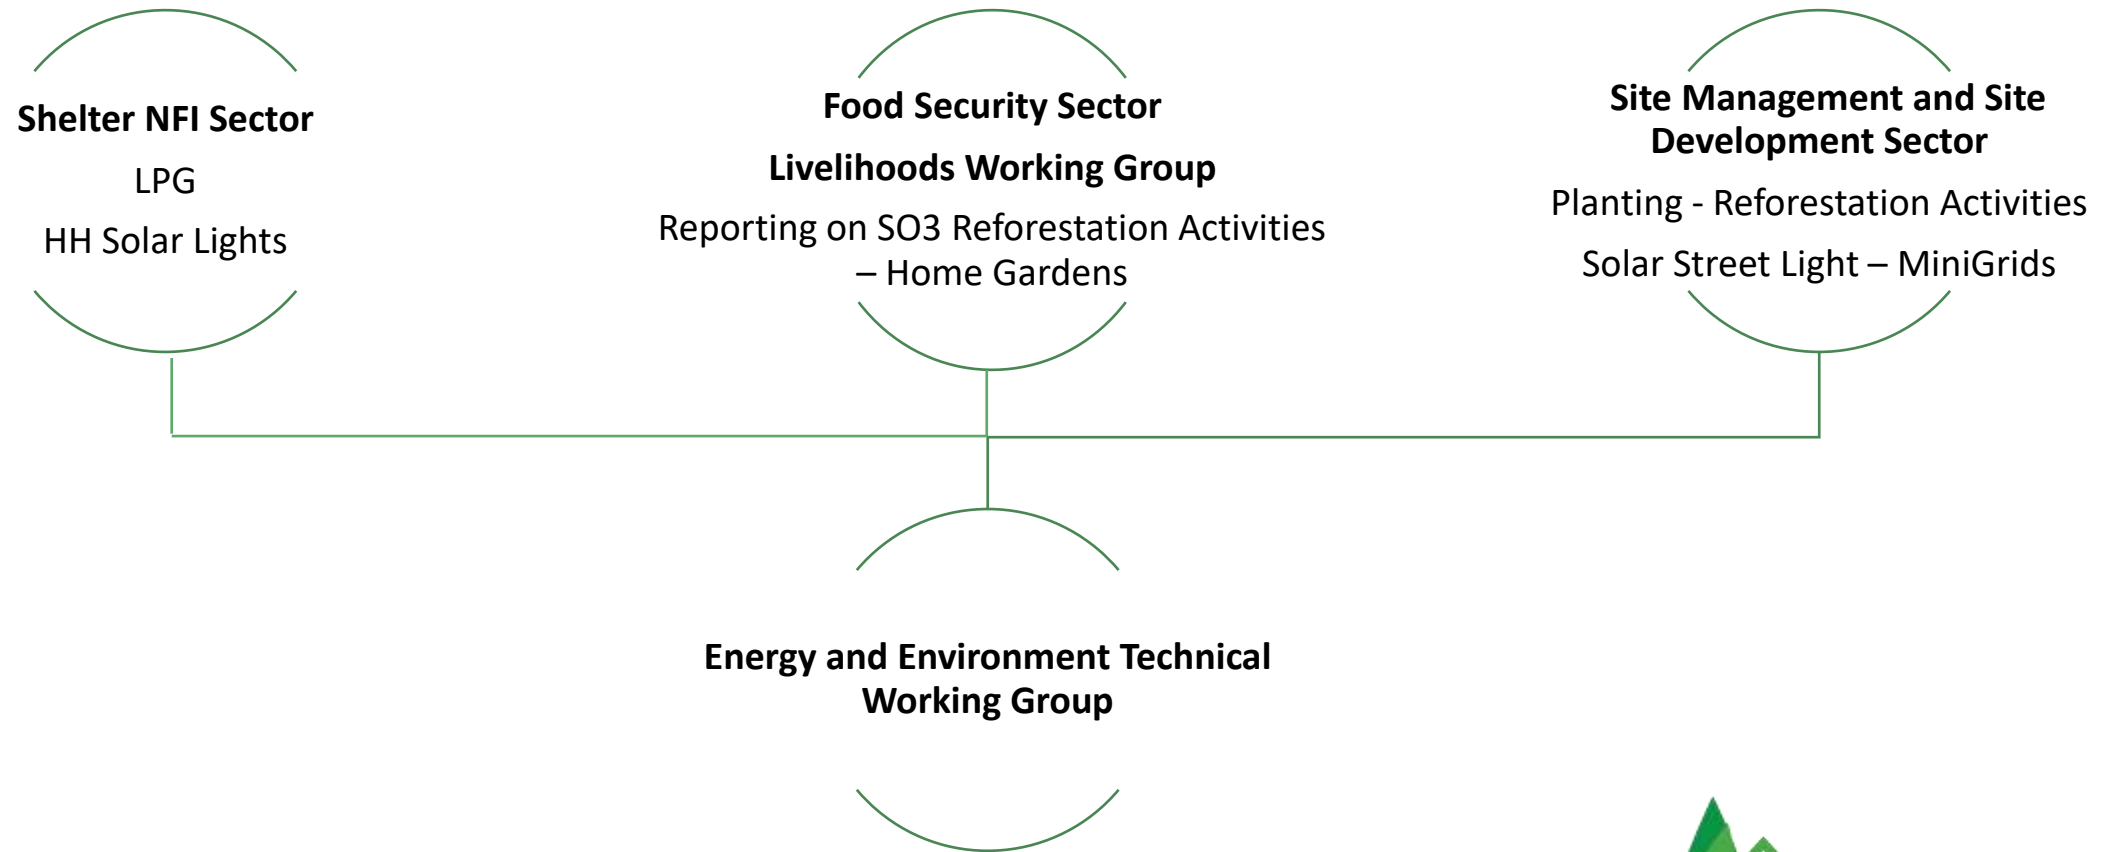 Shelter NFI Sector
LPG
HH Solar Lights
Food Security Sector
Livelihoods Working Group
Reporting on SO3 Reforestation Activities
– Home Gardens
Site Management and Site
Development Sector
Planting - Reforestation Activities
Solar Street Light – MiniGrids
Energy and Environment Technical
Working Group